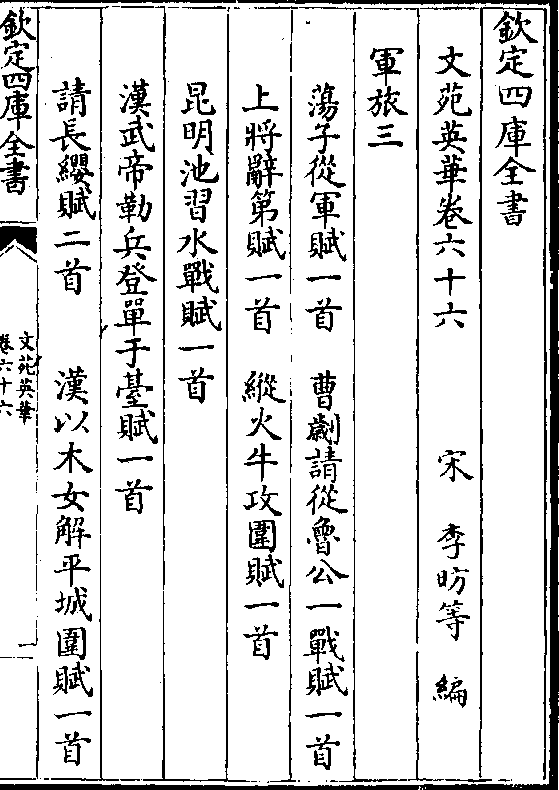 欽定四庫全書
文苑英華卷六十六　宋　李昉等　編
軍旅三
蕩子從軍賦一首　曹劌請從魯公一戰賦一首
上將辭第賦一首　縱火牛攻圍賦一首
昆明池習水戰賦一首
漢武帝勒兵登單于臺賦一首
請長纓賦二首　漢以木女解平城圍賦一首
欽定四庫全書
文苑英華
卷六十六
一